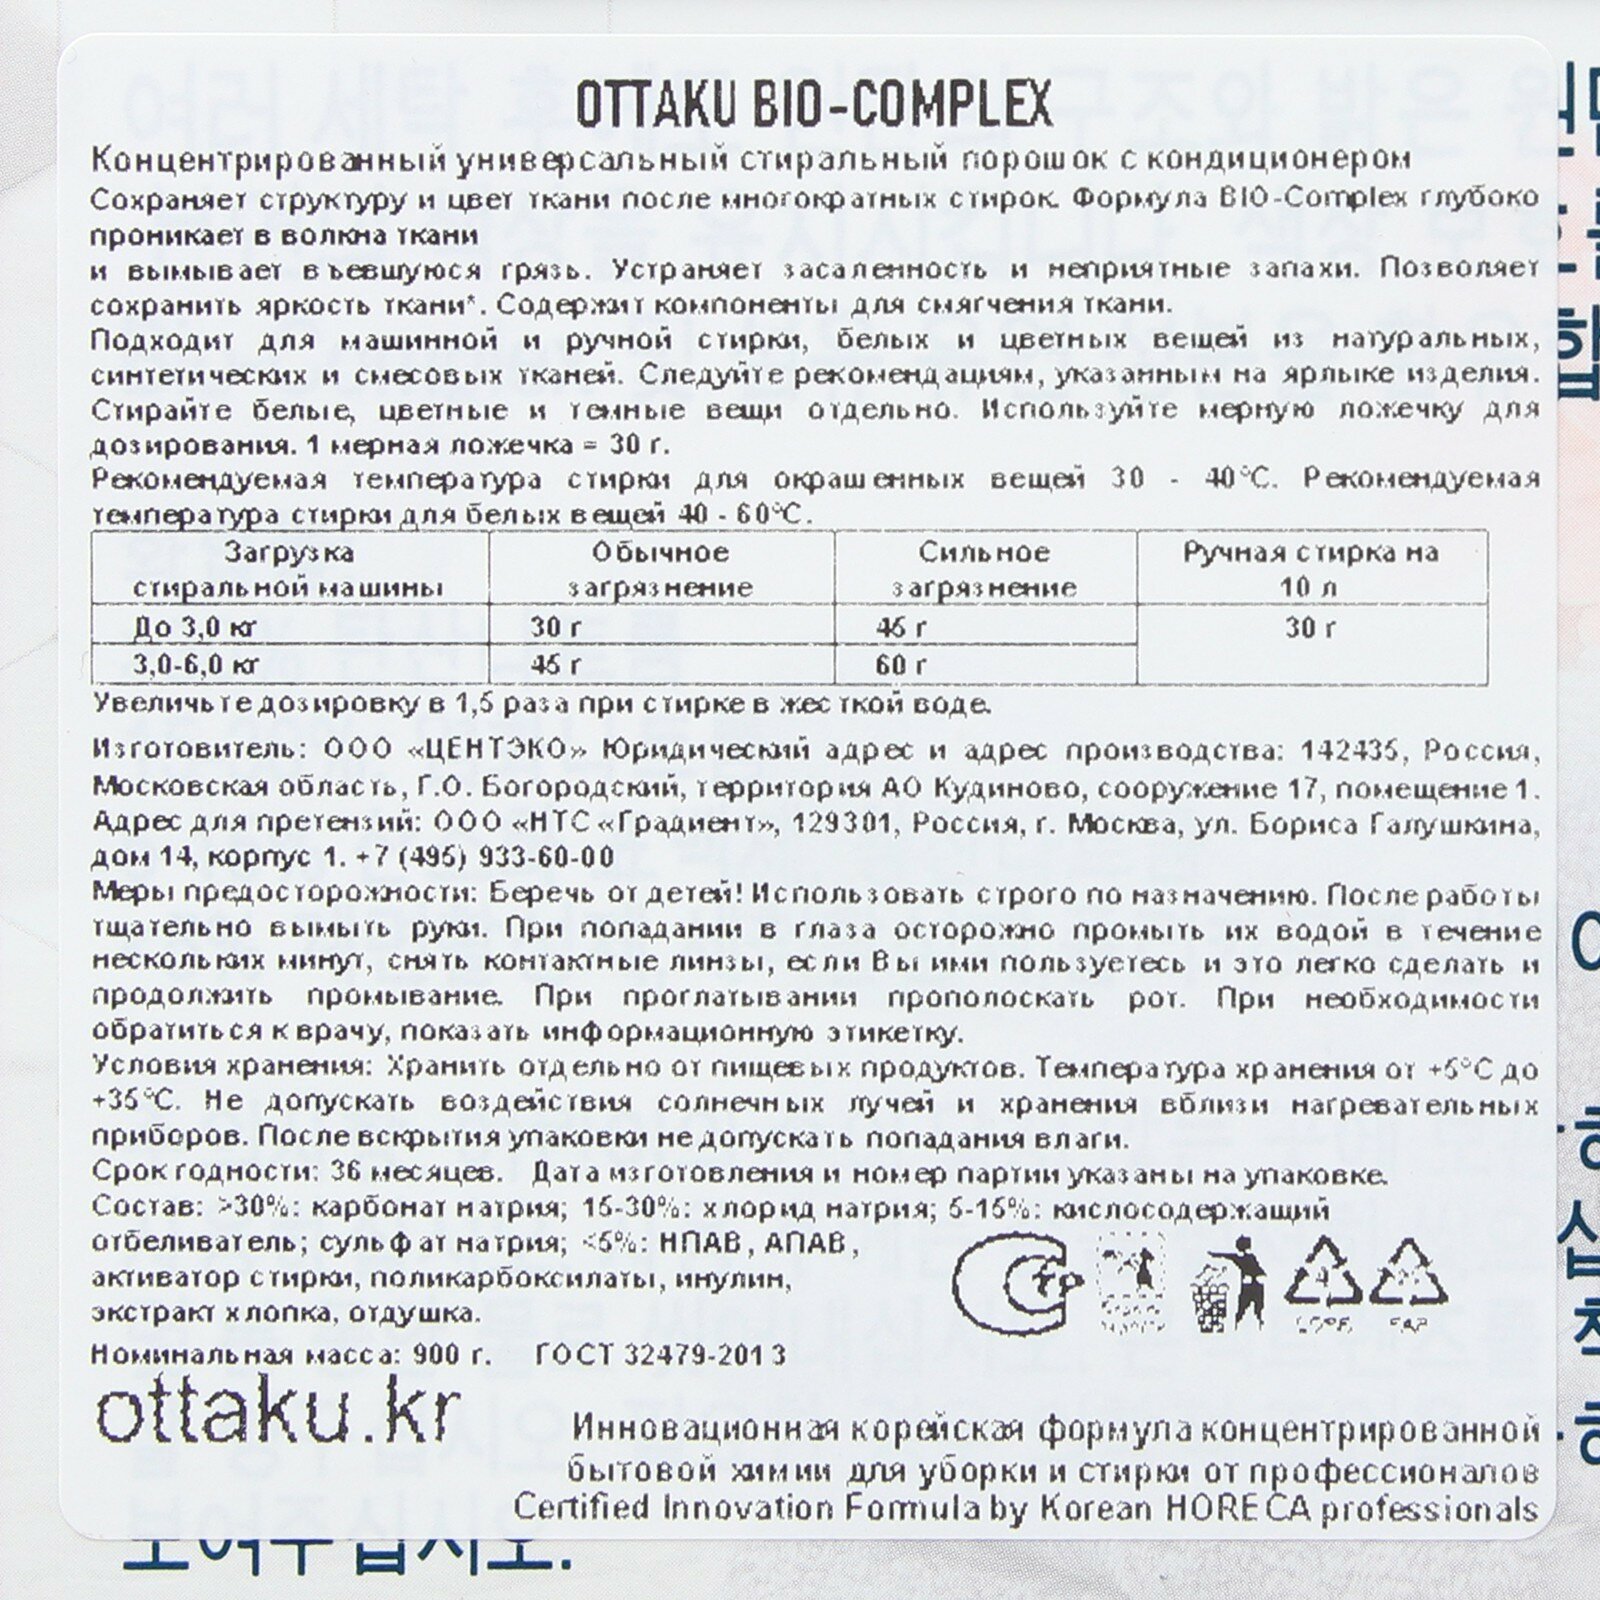 OTTAKU BIO-COMPLEX
Концентрированный универсальный стиральный порошок с кондиционером
Сохраняет структуру и цвет ткани после многократных стирок. Формула BIO-Complex глубоко
проникает в волкна ткани
и вымывает въевшуюся грязь. Устраняет засаленность и неприятные запахи. Позволяет
сохранить яркость ткани*. Содержит компоненты для смягчения ткани.
Подходит для машинной и ручной стирки, белых и цветных вещей из натуральных,
синтетических и смесовых тканей. Следуйте рекомендациям, указанным на ярлыке изделия.
Стирайте белые, цветные и темные вещи отдельно. Используйте мерную ложечку для
дозирования. 1 мерная ложечка = 30 г.
Рекомендуемая температура стирки для окрашенных вещей 30 - 40°С. Рекомендуемая
температура стирки для белых вещей 40 - 60°С.
Загрузка Обычное Сильное Ручная стирка на
стиральной машины загрязнение загрязнение 10 л
До 3,0 кг 30 г 45 г 30 г
3,0-6,0 кг 45 г 60 г
Увеличьте дозировку в 1,5 раза при стирке в жесткой воде.
Изготовитель: ООО «ЦЕНТЭКО» Юридический адрес и адрес производства: 142435, Россия,
Московская область, Г.О. Богородский, территория АО Кудиново, сооружение 17, помещение 1.
Адрес для претензий: ООО «НТС «Градиент», 129301, Россия, г. Москва, ул. Бориса Галушкина,
дом 14, корпус 1. +7 (495) 933-60-00
Меры предосторожности: Беречь от детей! Использовать строго по назначению. После работы
тщательно вымыть руки. При попадании в глаза осторожно промыть их водой в течение
нескольких минут, снять контактные линзы, если Вы ими пользуетесь и это легко сделать и
продолжить промывание. При проглатывании прополоскать рот. При необходимости
обратиться к врачу, показать информационную этикетку.
Условия хранения: Хранить отдельно от пищевых продуктов. Температура хранения от +5°С до
+35°С. Не допускать воздействия солнечных лучей и хранения вблизи нагревательных
приборов. После вскрытия упаковки не допускать попадания влаги.
Срок годности: 36 месяцев. Дата изготовления и номер партии указаны на упаковке.
Состав: >30%: карбонат натрия; 15-30%: хлорид натрия; 5-15%: кислосодержащий
отбеливатель; сульфат натрия; <5%: НПАВ, АПАВ,
активатор стирки, поликарбоксилаты, инулин,
экстракт хлопка, отдушка.
Номинальная масса: 900 г. ГОСТ 32479-2013
ottaku.kr
Инновационная корейская формула концентрированной
бытовой химии для уборки и стирки от профессионалов
Certified Innovation Formula by Korean HORECA professionals